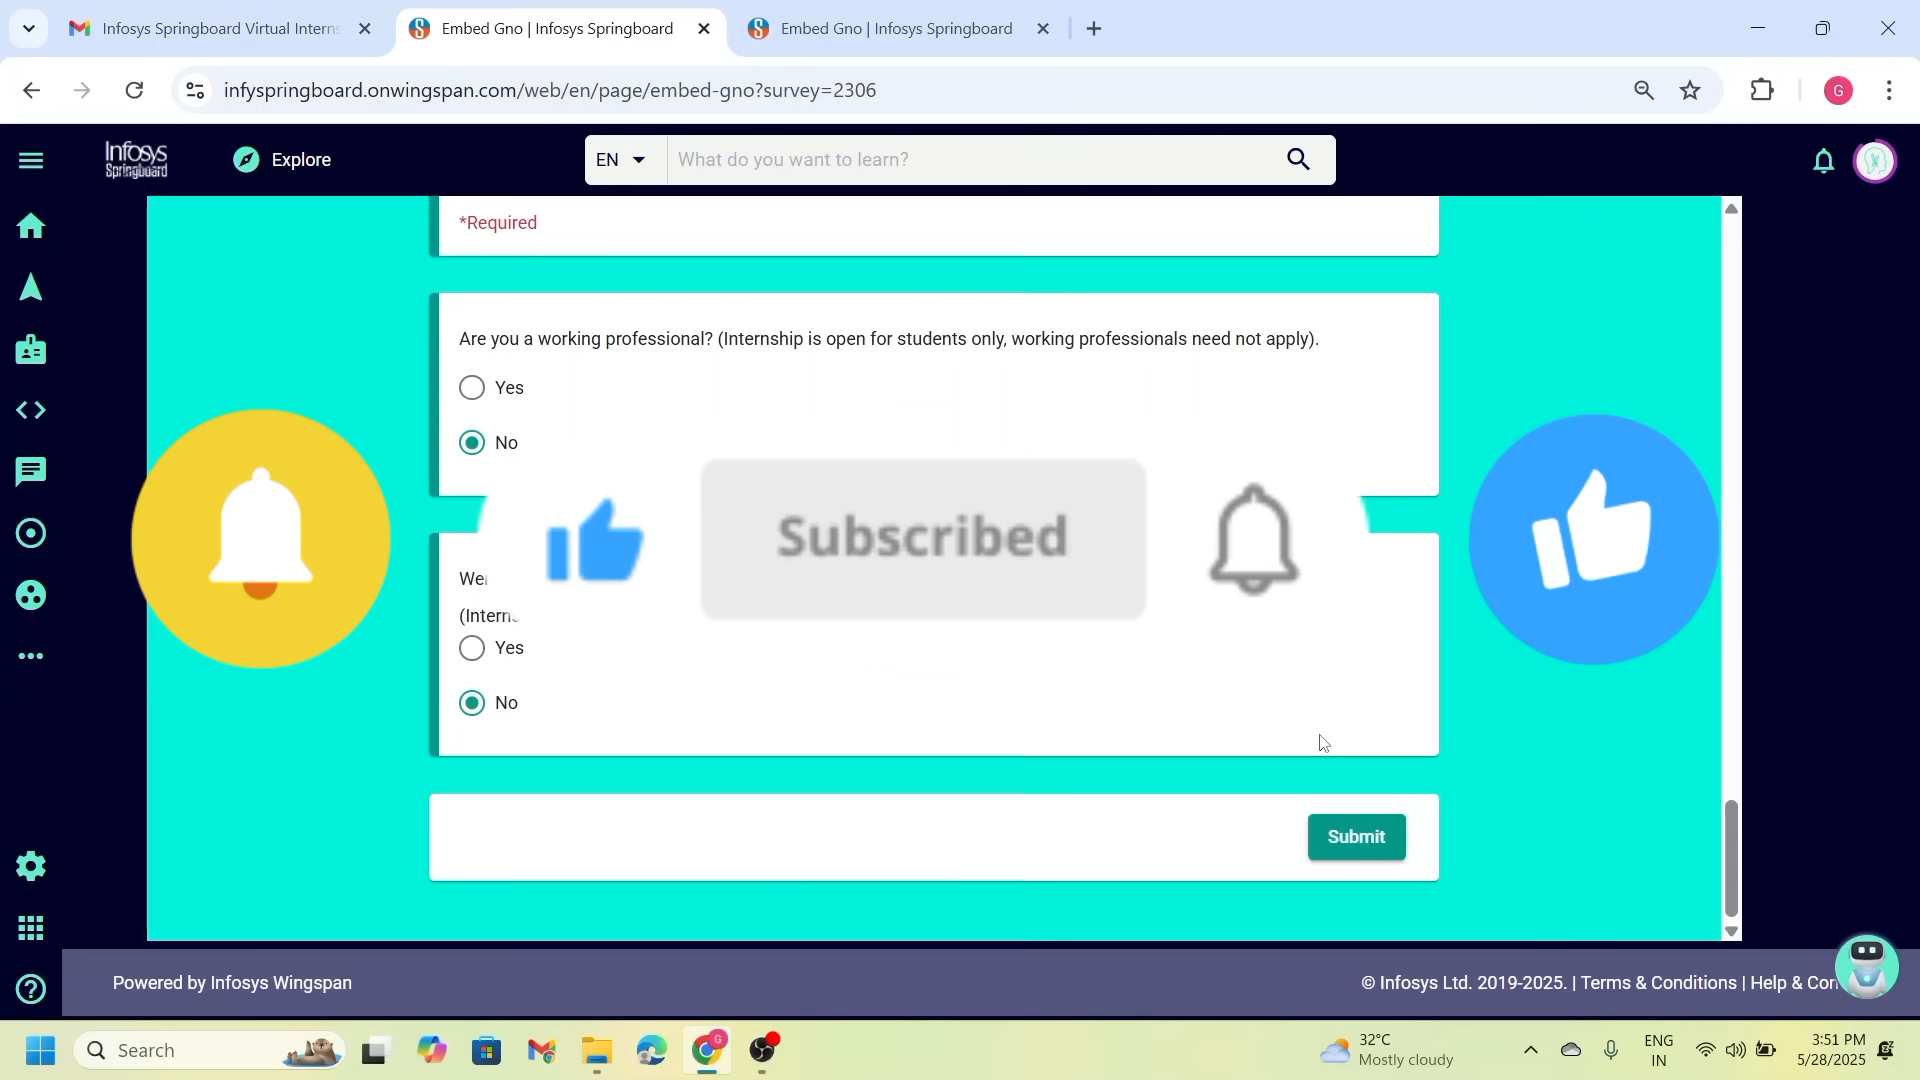 Infosys Springboard Virtual Interns
Embed Gno | Infosys Springboard
Embed Gno | Infosys Springboard
infyspringboard.onwingspan.com/web/en/page/embed-gno?survey=2306
G
Infosys
Springboard
Explore
EN
What do you want to learn?
*Required
Are you a working professional? (Internship is open for students only, working professionals need not apply).
Yes
No
Subscribed
(Interns
Yes
No
Submit
Powered by Infosys Wingspan
© Infosys Ltd. 2019-2025. | Terms & Conditions | Help & Con
Search
G
32°C
Mostly cloudy
ENG
IN
3:51 PM
5/28/2025